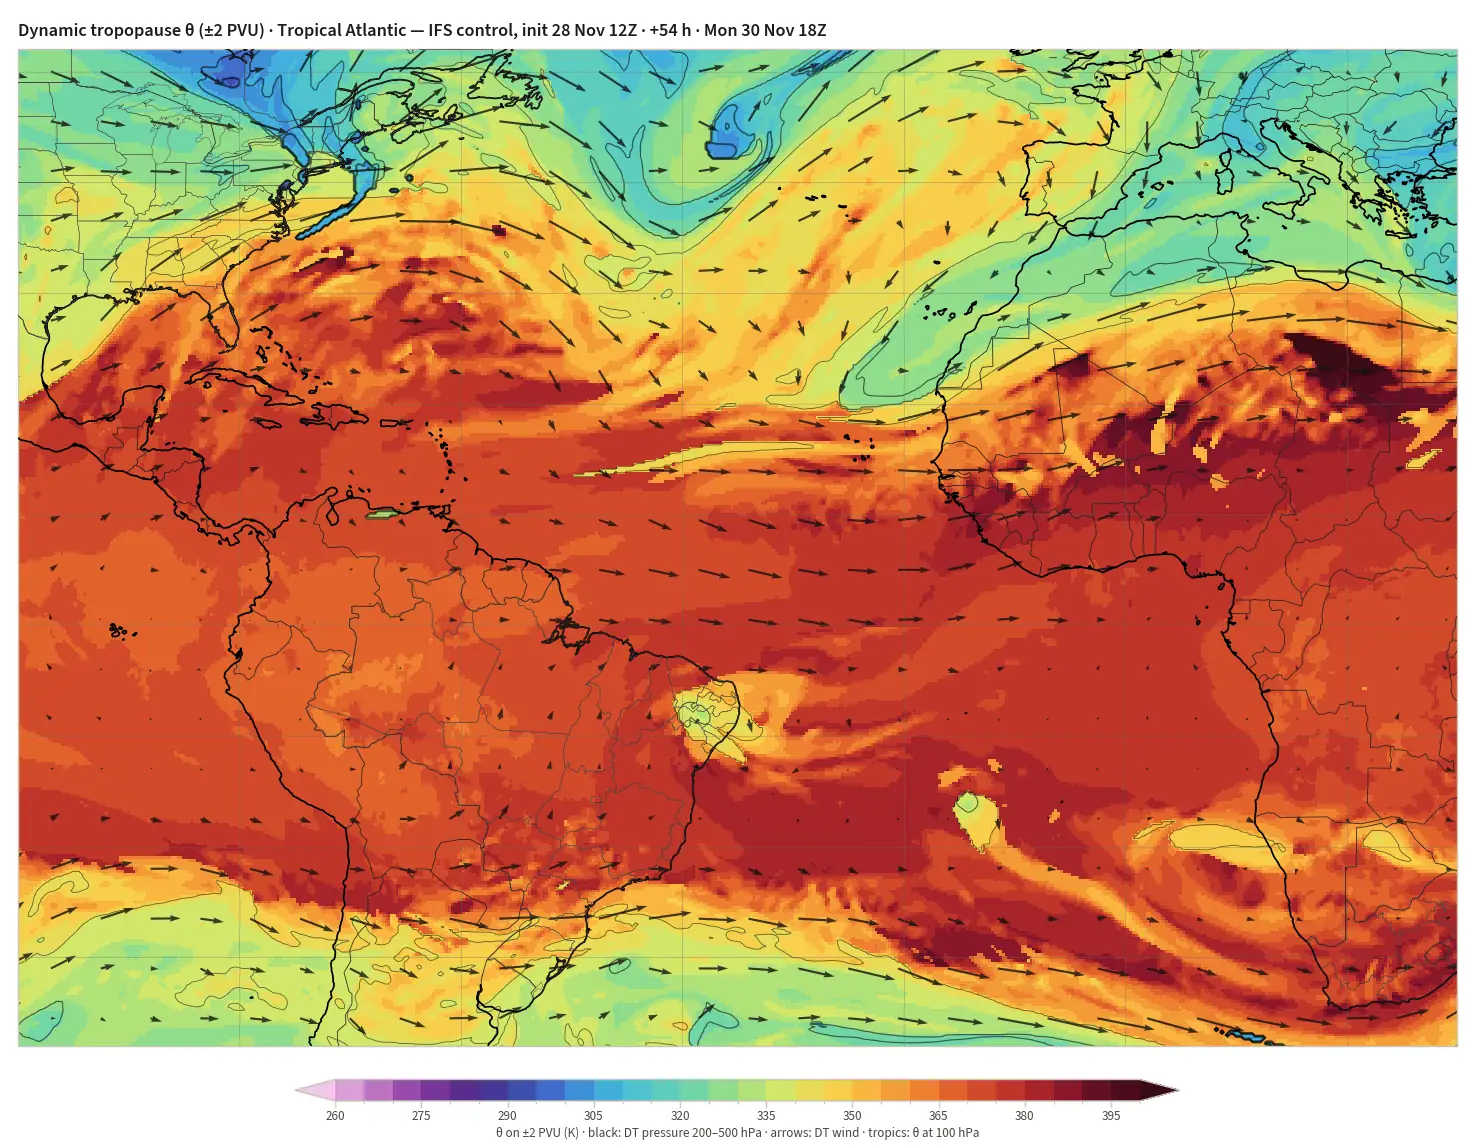 Dynamic tropopause θ (±2 PVU) · Tropical Atlantic — IFS control, init 28 Nov 12Z · +54 h · Mon 30 Nov 18Z
260 275 290 305 320 335 350 365 380 395
θ on ±2 PVU (K) · black: DT pressure 200–500 hPa · arrows: DT wind · tropics: θ at 100 hPa